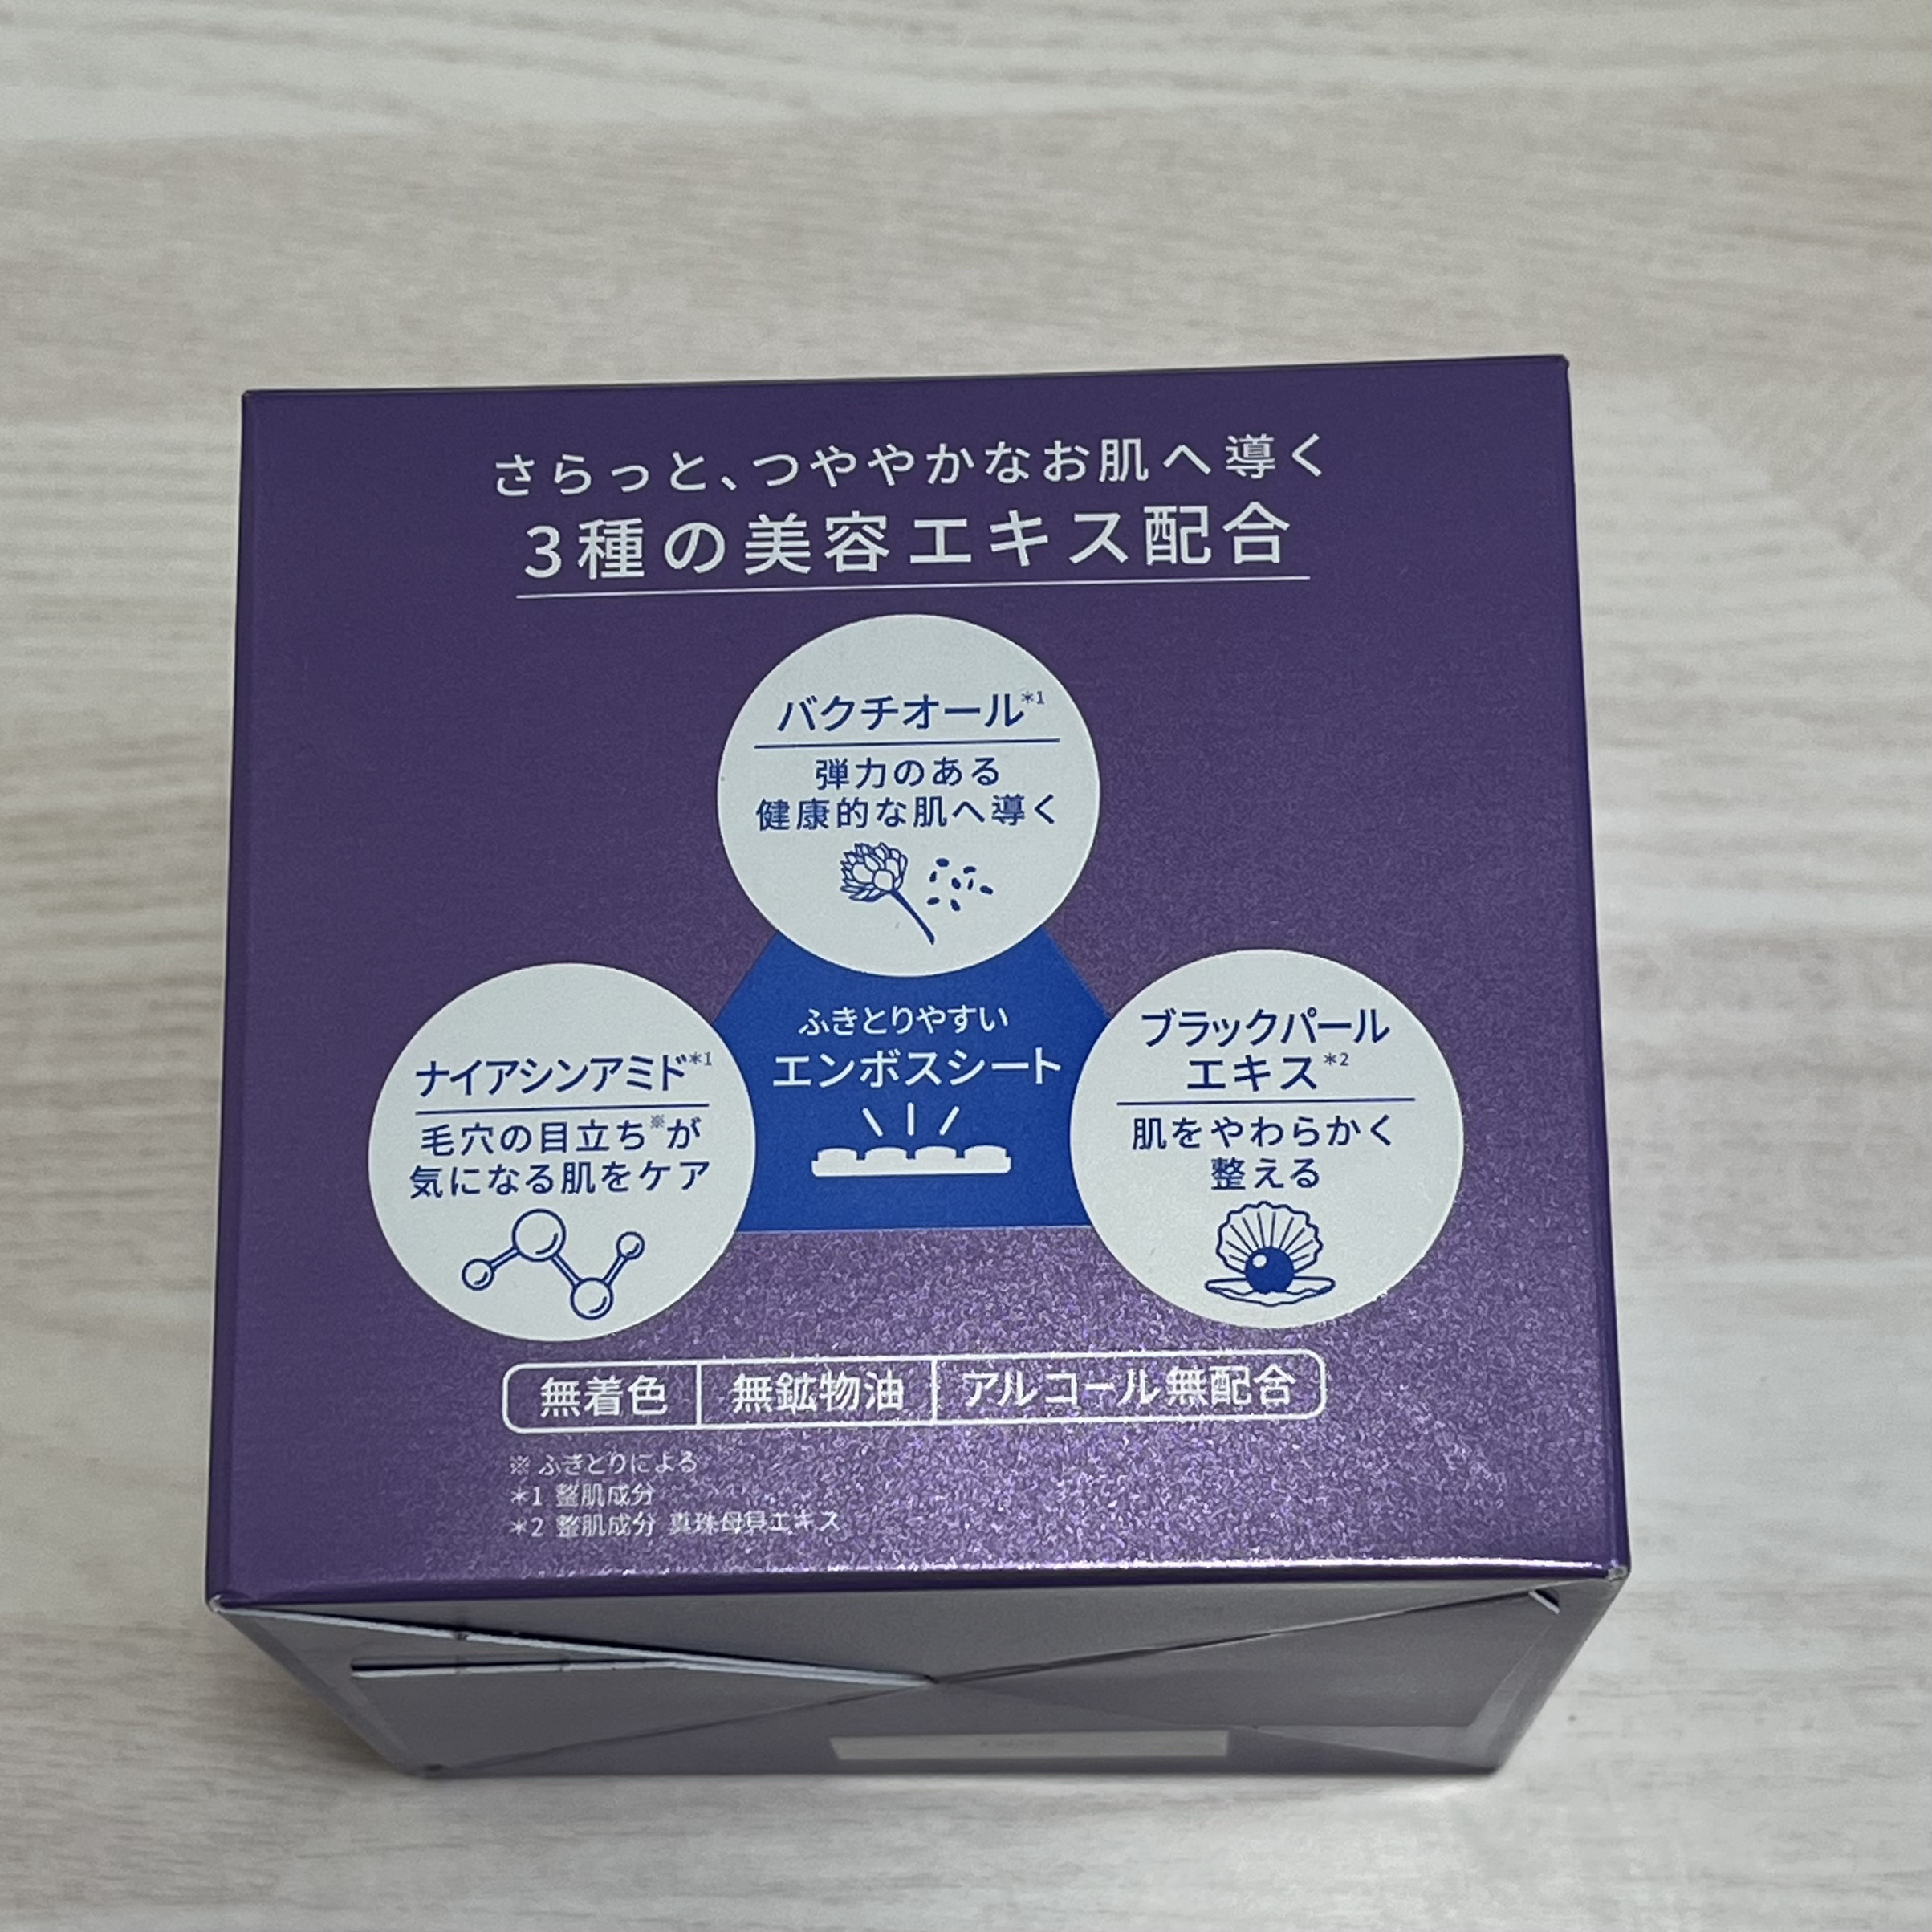 さらっと、つややかなお肌へ導く
3種の美容エキス配合
バクチオール*1
弾力のある
健康的な肌へ導く
ふきとりやすい
エンボスシート
ナイアシンアミド*1
毛穴の目立ち※が
気になる肌をケア
ブラックパール
エキス*2
肌をやわらかく
整える
無着色 無鉱物油 アルコール無配合
※ ふきとりによる
*1 整肌成分
*2 整肌成分 真珠母貝エキス